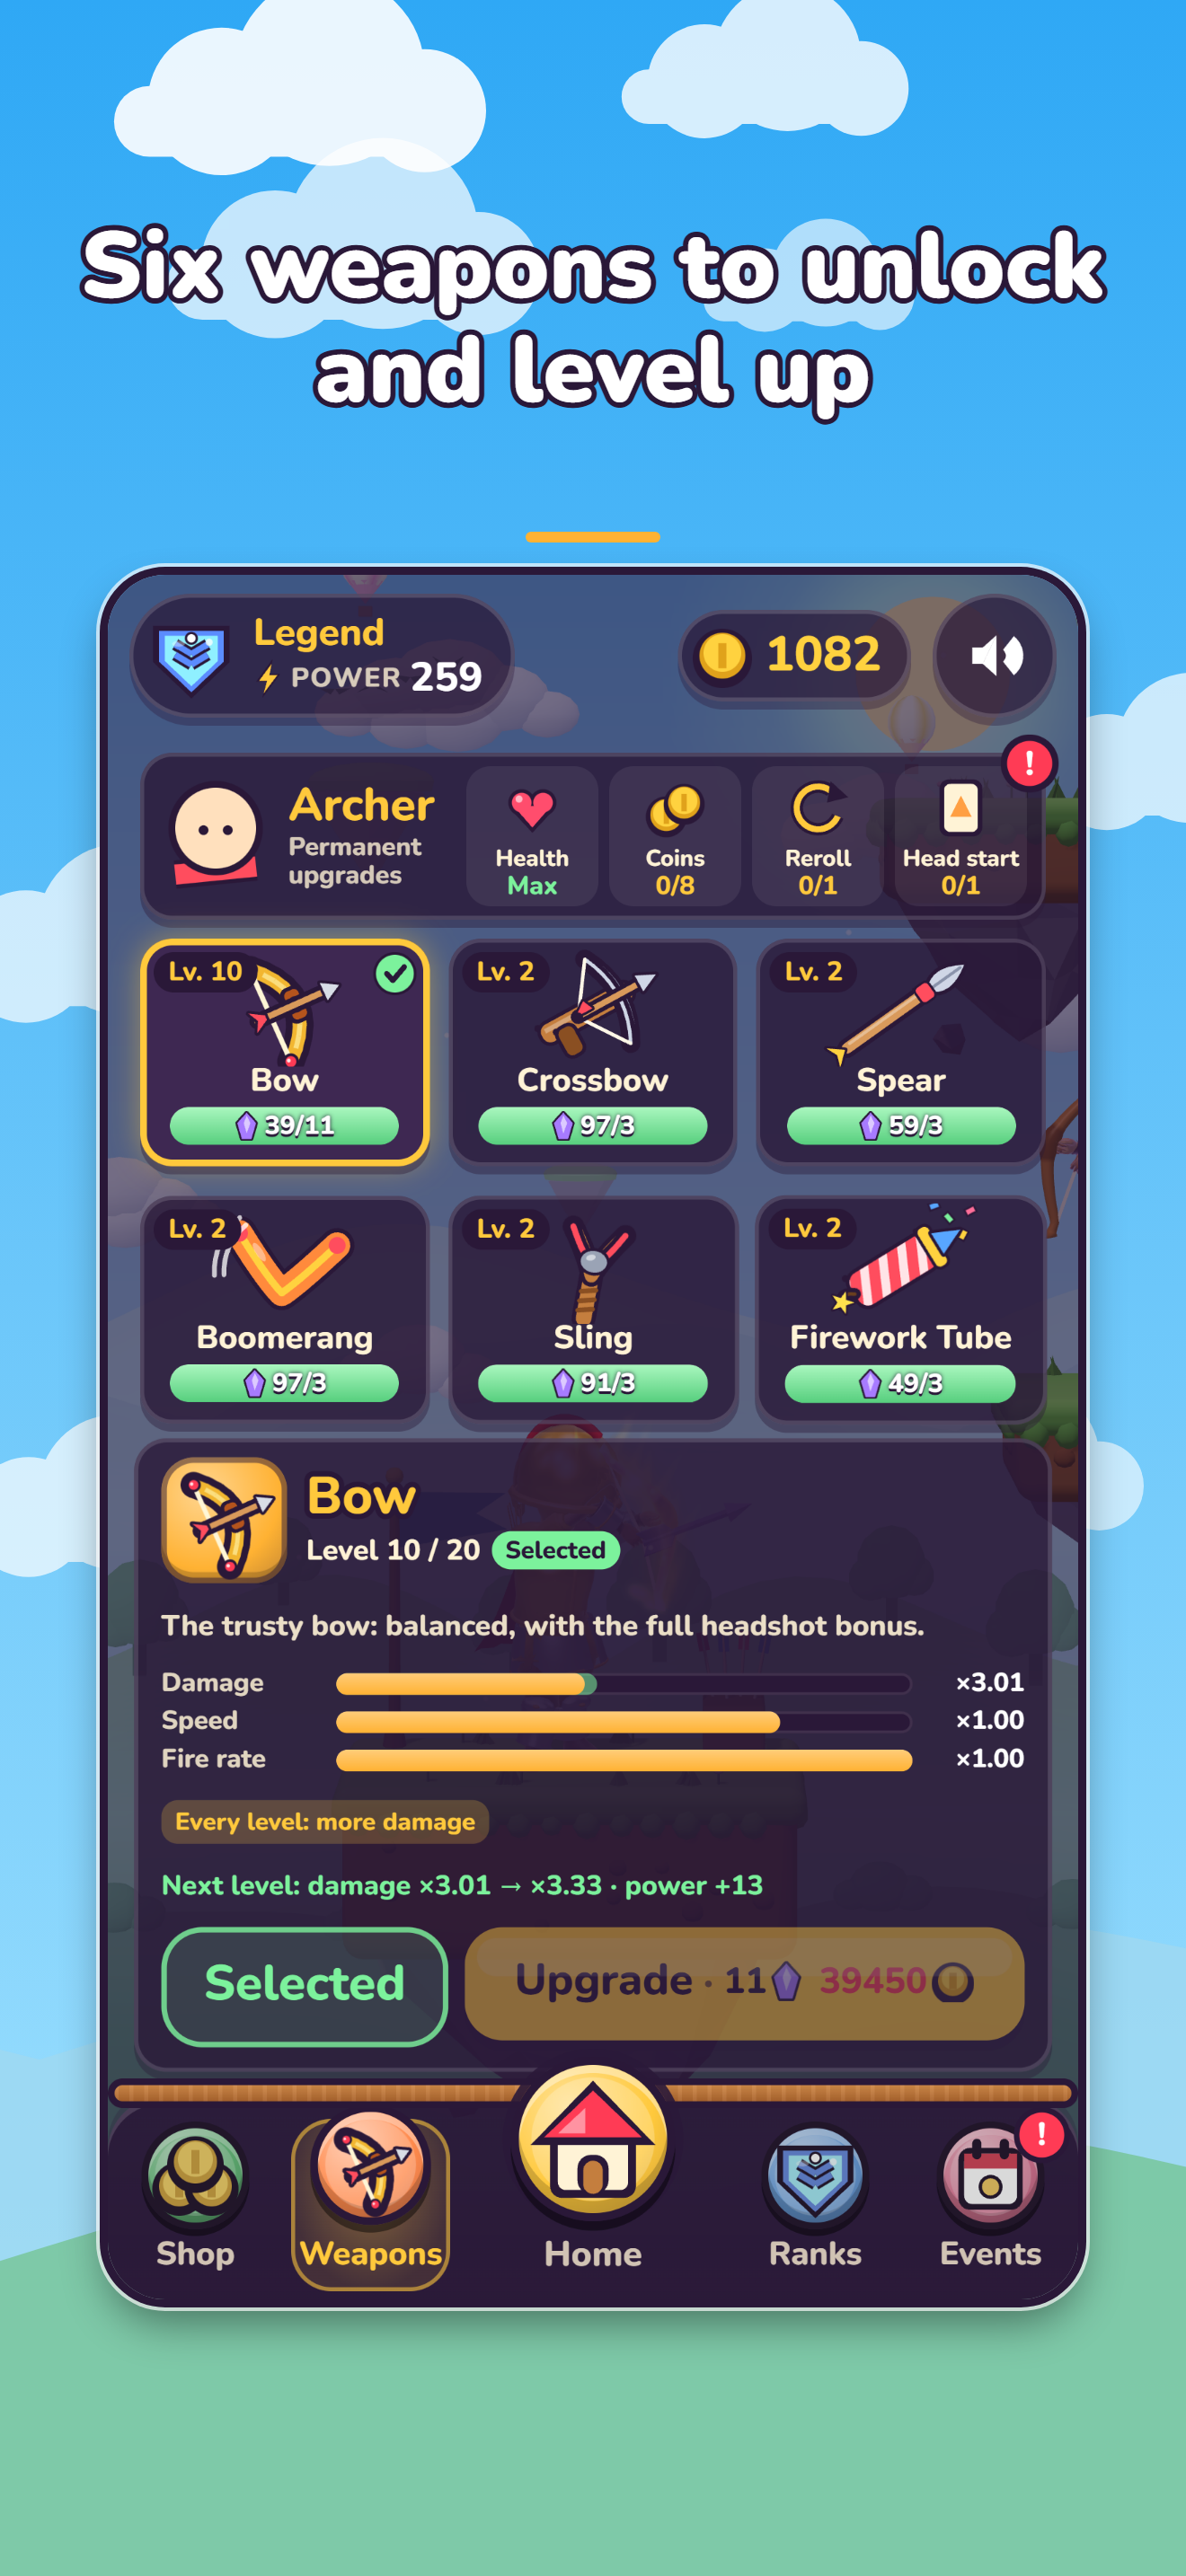 Six weapons to unlock
and level up
Legend
POWER 259
1082
!
Archer
Permanent
upgrades
Health
Max
Coins
0/8
Reroll
0/1
Head start
0/1
Lv. 10
Bow
39/11
Lv. 2
Crossbow
97/3
Lv. 2
Spear
59/3
Lv. 2
Boomerang
97/3
Lv. 2
Sling
91/3
Lv. 2
Firework Tube
49/3
Bow
Level 10 / 20 Selected
The trusty bow: balanced, with the full headshot bonus.
Damage ×3.01
Speed ×1.00
Fire rate ×1.00
Every level: more damage
Next level: damage ×3.01 → ×3.33 · power +13
Selected
Upgrade · 11 39450
!
Shop
Weapons
Home
Ranks
Events